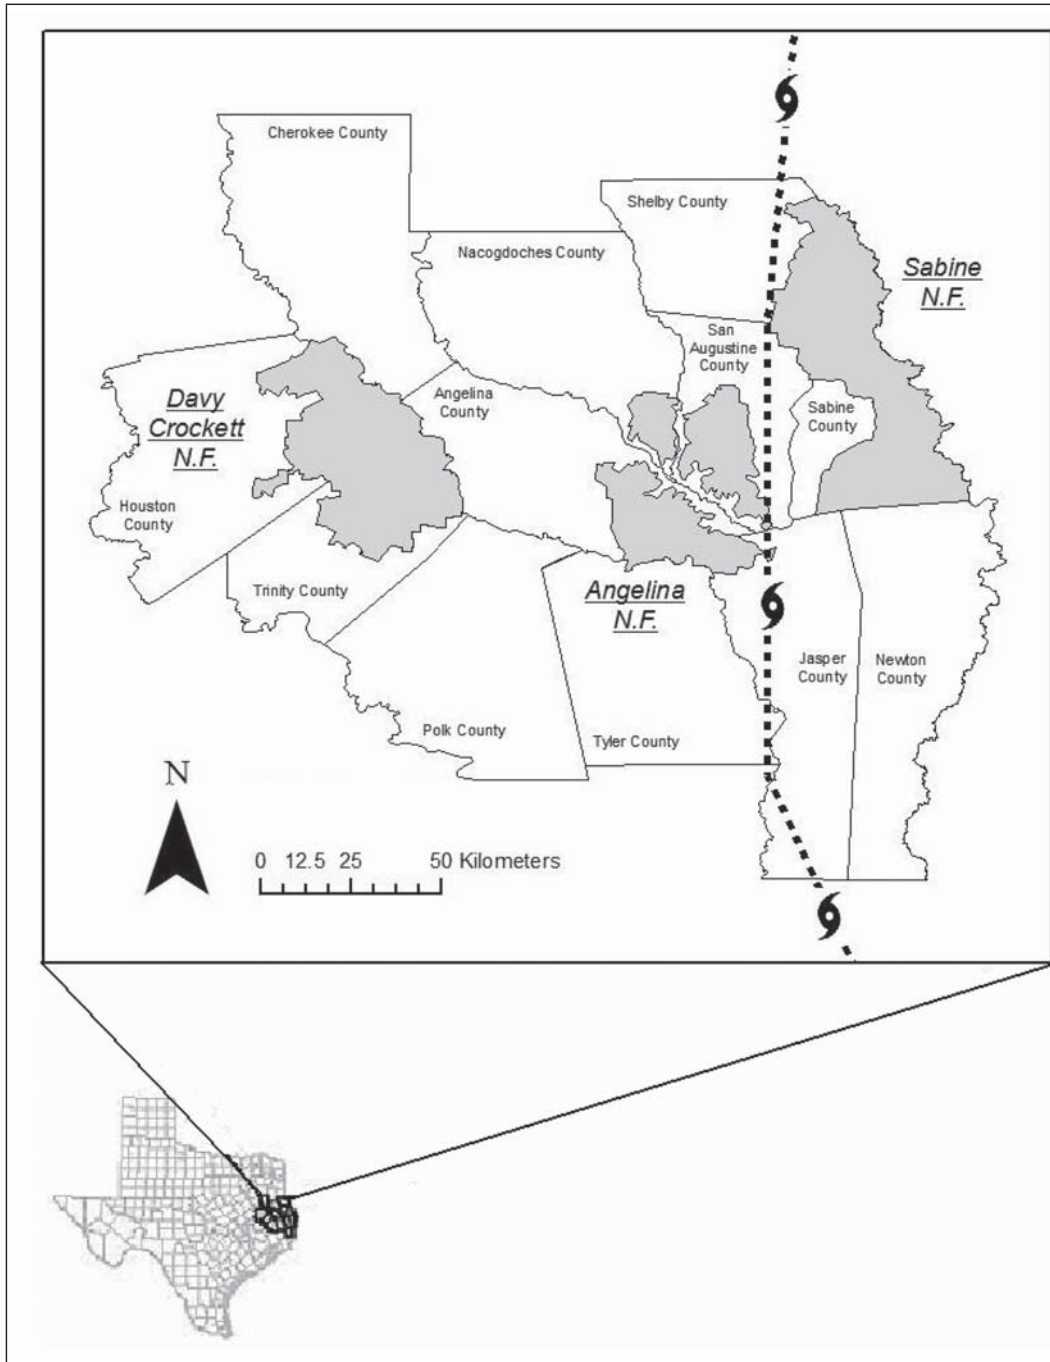 Cherokee County
Shelby County
Nacogdoches County
Sabine
N.F.
San
Augustine
County
Davy
Crockett
N.F.
Angelina
County
Sabine
County
Houston
County
Trinity County
Angelina
N.F.
Jasper
County
Newton
County
Polk County
Tyler County
N
0 12.5 25 50 Kilometers